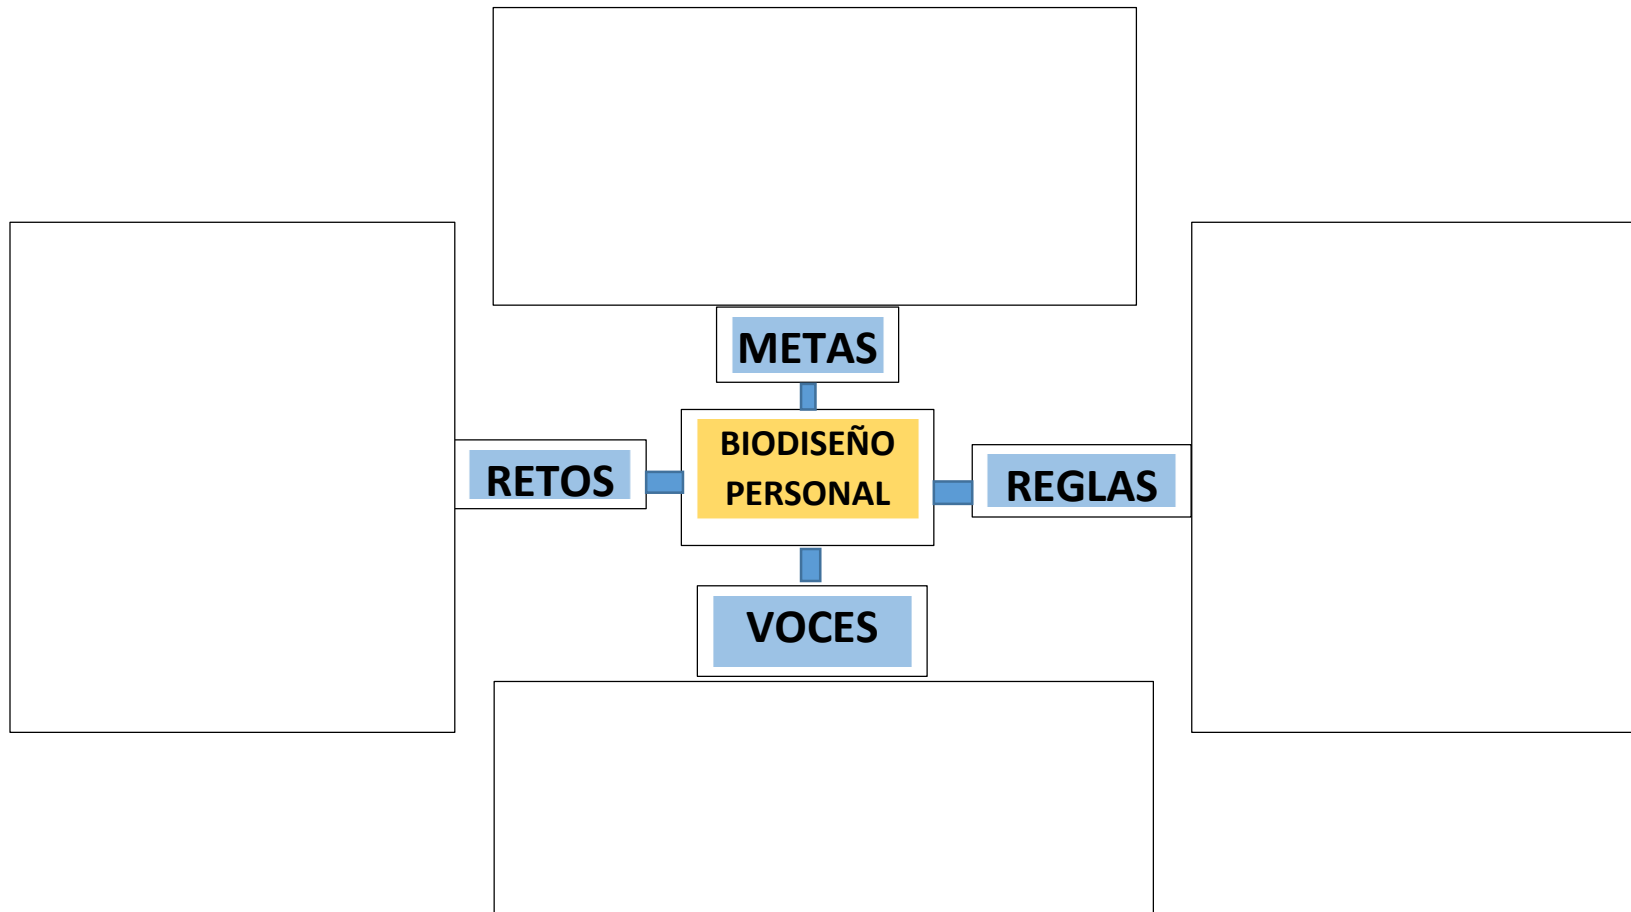 METAS
BIODISEÑO
PERSONAL
RETOS
REGLAS
VOCES